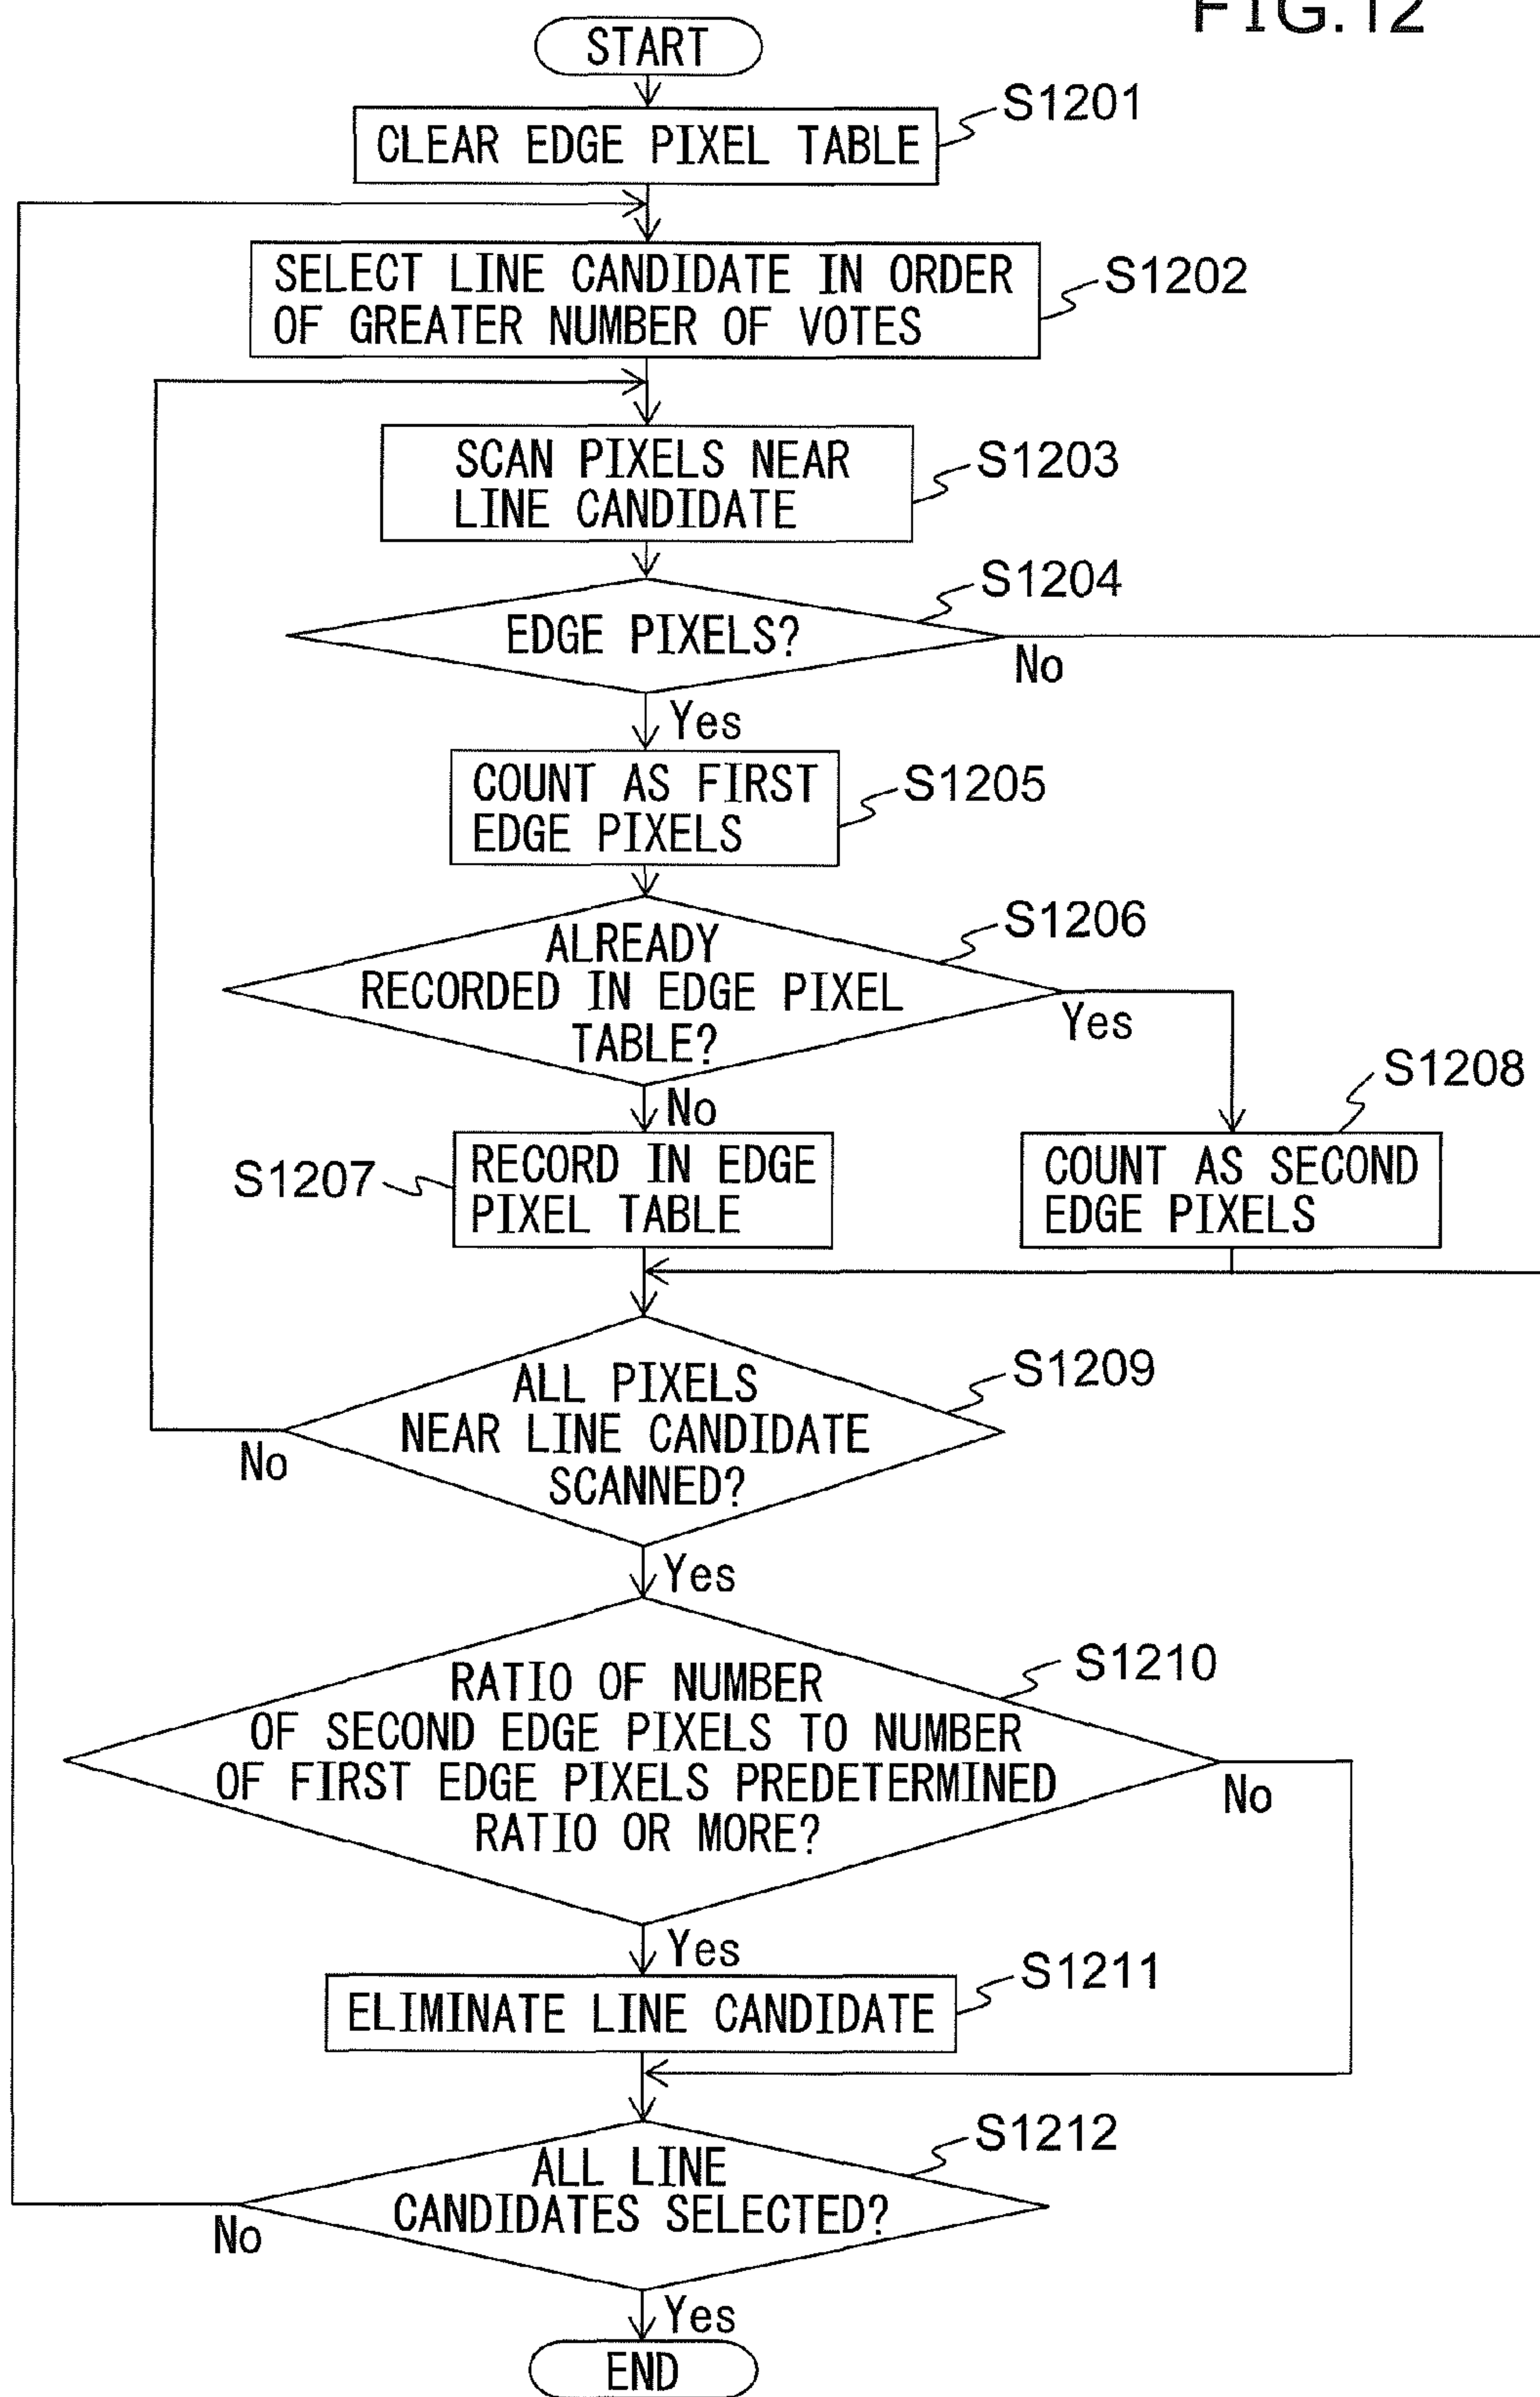 FIG.12
START
CLEAR EDGE PIXEL TABLE
S1201
SELECT LINE CANDIDATE IN ORDER
OF GREATER NUMBER OF VOTES
S1202
SCAN PIXELS NEAR
LINE CANDIDATE
S1203
EDGE PIXELS?
S1204
No
Yes
COUNT AS FIRST
EDGE PIXELS
S1205
ALREADY
RECORDED IN EDGE PIXEL
TABLE?
S1206
Yes
No
S1207
RECORD IN EDGE
PIXEL TABLE
S1208
COUNT AS SECOND
EDGE PIXELS
ALL PIXELS
NEAR LINE CANDIDATE
SCANNED?
S1209
No
Yes
RATIO OF NUMBER
OF SECOND EDGE PIXELS TO NUMBER
OF FIRST EDGE PIXELS PREDETERMINED
RATIO OR MORE?
S1210
No
Yes
ELIMINATE LINE CANDIDATE
S1211
ALL LINE
CANDIDATES SELECTED?
S1212
No
Yes
END